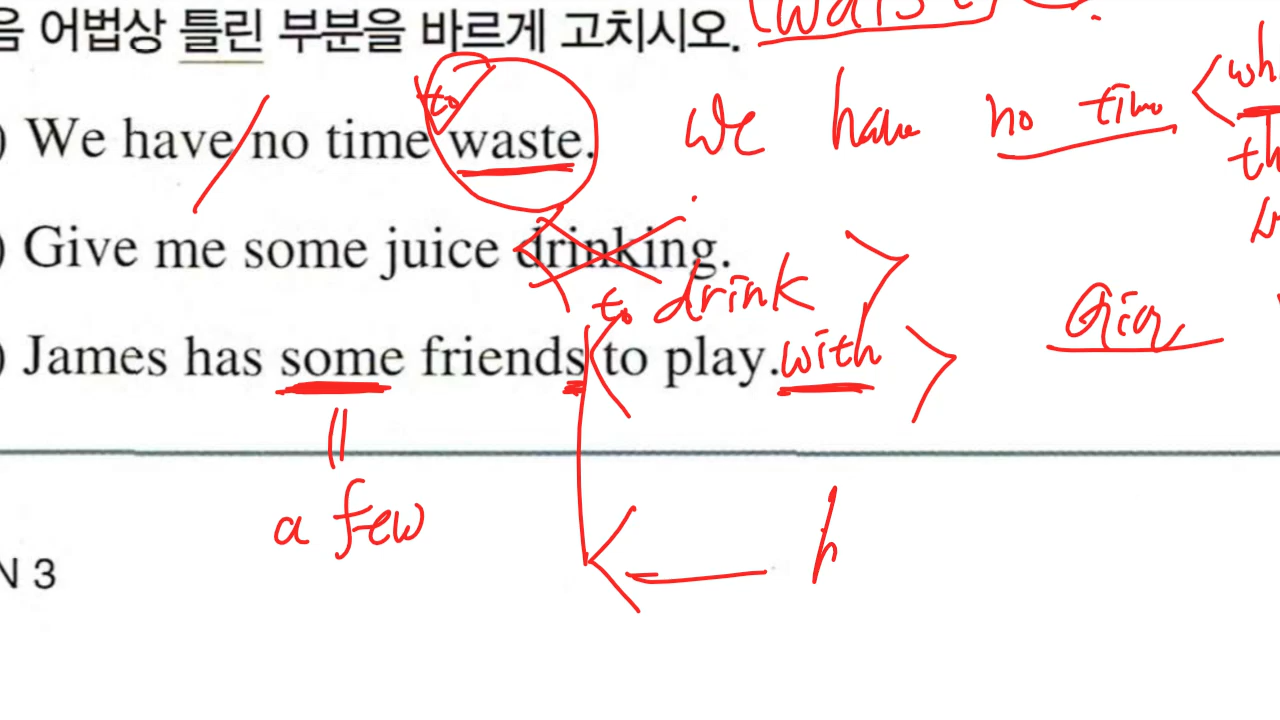 음 어법상 틀린 부분을 바르게 고치시오.
) We have no time to waste.
We have no time
) Give me some juice drinking.
to drink
) James has some friends to play. with
a few
h
N 3